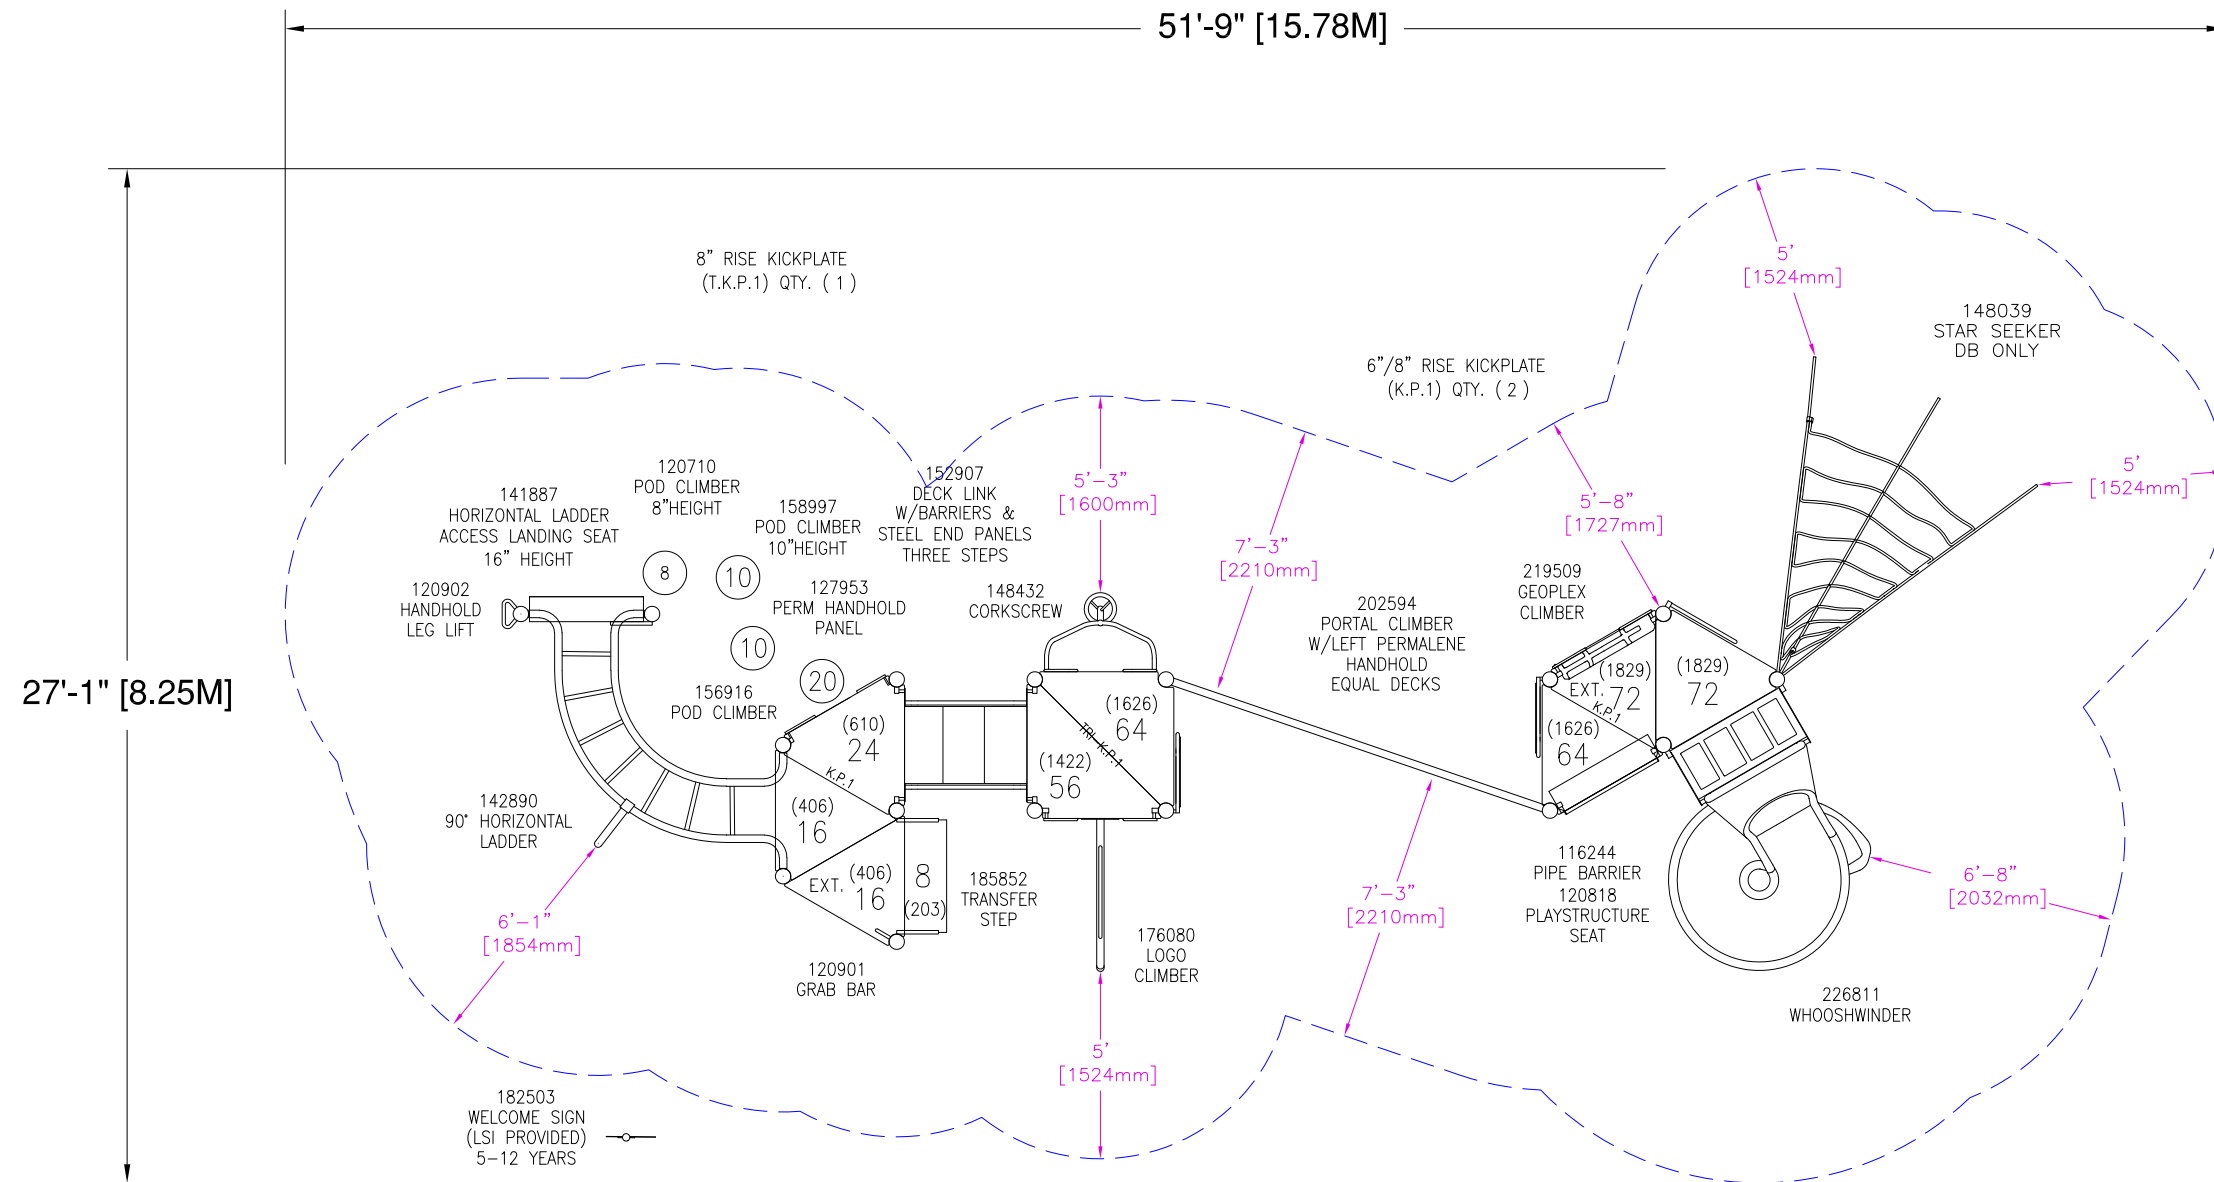 51'-9" [15.78M]
27'-1" [8.25M]
8" RISE KICKPLATE
(T.K.P.1) QTY. ( 1 )
5'
[1524mm]
148039
STAR SEEKER
DB ONLY
6"/8" RISE KICKPLATE
(K.P.1) QTY. ( 2 )
120710
POD CLIMBER
8"HEIGHT
141887
HORIZONTAL LADDER
ACCESS LANDING SEAT
16" HEIGHT
158997
POD CLIMBER
10"HEIGHT
152907
DECK LINK
W/BARRIERS &
STEEL END PANELS
THREE STEPS
5'-3"
[1600mm]
7'-3"
[2210mm]
5'-8"
[1727mm]
5'
[1524mm]
120902
HANDHOLD
LEG LIFT
8
10
10
20
127953
PERM HANDHOLD
PANEL
148432
CORKSCREW
202594
PORTAL CLIMBER
W/LEFT PERMALENE
HANDHOLD
EQUAL DECKS
219509
GEOPLEX
CLIMBER
156916
POD CLIMBER
(610)
24
K.P.1
(406)
16
EXT.
(406)
16
8
(203)
(1626)
64
TRI K.P.1
(1422)
56
(1829)
EXT. 72
K.P.1
(1626)
64
(1829)
72
142890
90° HORIZONTAL
LADDER
185852
TRANSFER
STEP
120901
GRAB BAR
176080
LOGO
CLIMBER
116244
PIPE BARRIER
120818
PLAYSTRUCTURE
SEAT
6'-1"
[1854mm]
7'-3"
[2210mm]
6'-8"
[2032mm]
226811
WHOOSHWINDER
5'
[1524mm]
182503
WELCOME SIGN
(LSI PROVIDED)
5-12 YEARS